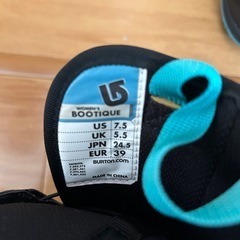 WOMEN'S
BOOTIQUE
US 7.5
UK 5.5
JPN 24.5
EUR 39
BURTON.COM
MADE IN CHINA